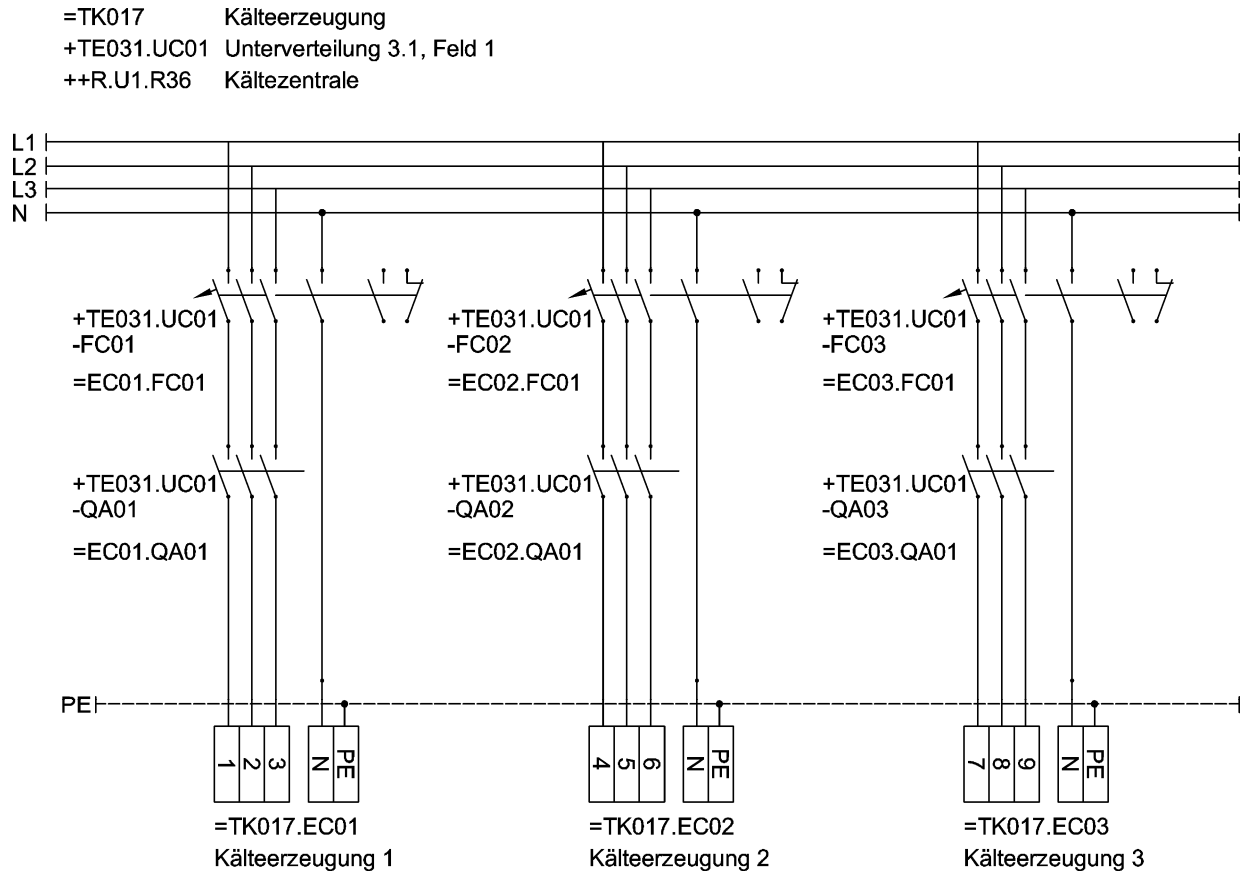 =TK017 Kälteerzeugung
+TE031.UC01 Unterverteilung 3.1, Feld 1
++R.U1.R36 Kältezentrale
L1
L2
L3
N
+TE031.UC01
-FC01
=EC01.FC01
+TE031.UC01
-QA01
=EC01.QA01
+TE031.UC01
-FC02
=EC02.FC01
+TE031.UC01
-QA02
=EC02.QA01
+TE031.UC01
-FC03
=EC03.FC01
+TE031.UC01
-QA03
=EC03.QA01
PE
1 2 3 N PE
=TK017.EC01
Kälteerzeugung 1
4 5 6 N PE
=TK017.EC02
Kälteerzeugung 2
7 8 9 N PE
=TK017.EC03
Kälteerzeugung 3